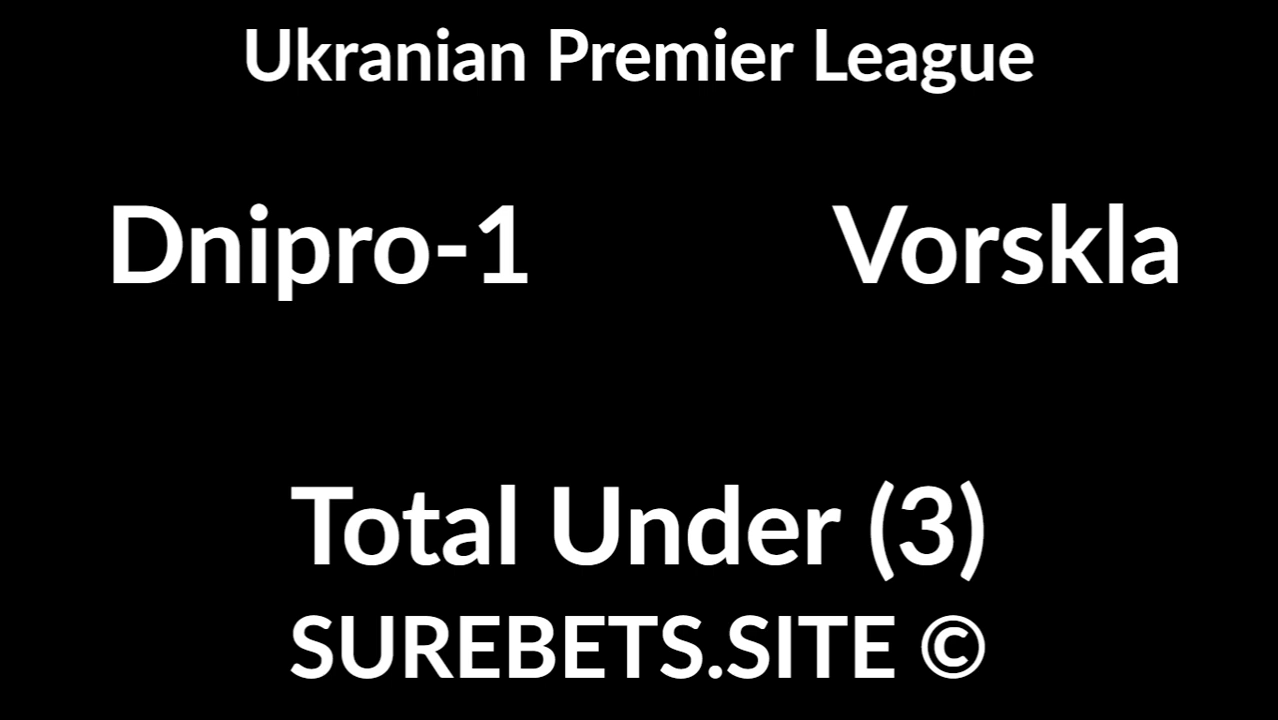 Ukranian Premier League
Dnipro-1 Vorskla
Total Under (3)
SUREBETS.SITE ©